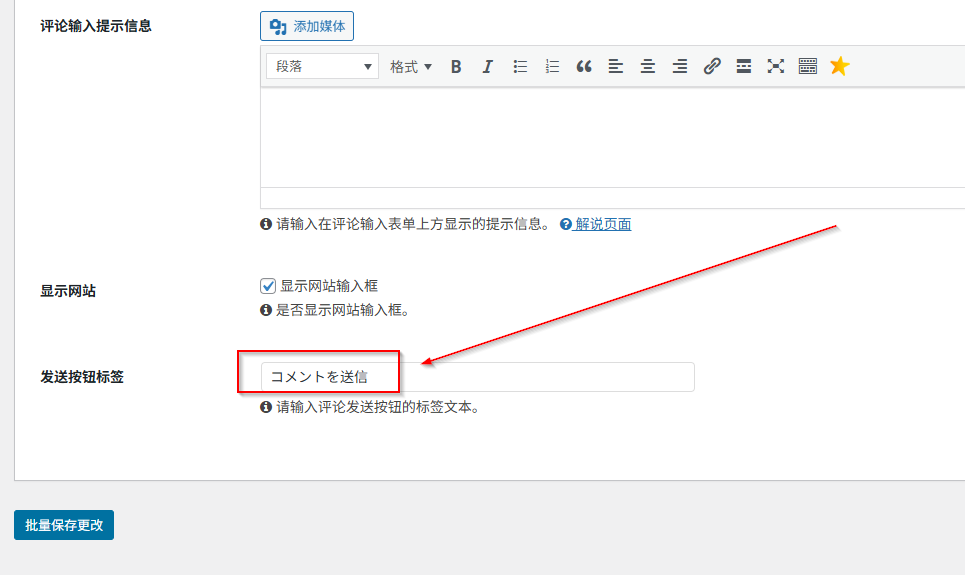 评论输入提示信息
添加媒体
段落 格式 B I
请输入在评论输入表单上方显示的提示信息。 解说页面
显示网站
显示网站输入框
是否显示网站输入框。
发送按钮标签
コメントを送信
请输入评论发送按钮的标签文本。
批量保存更改